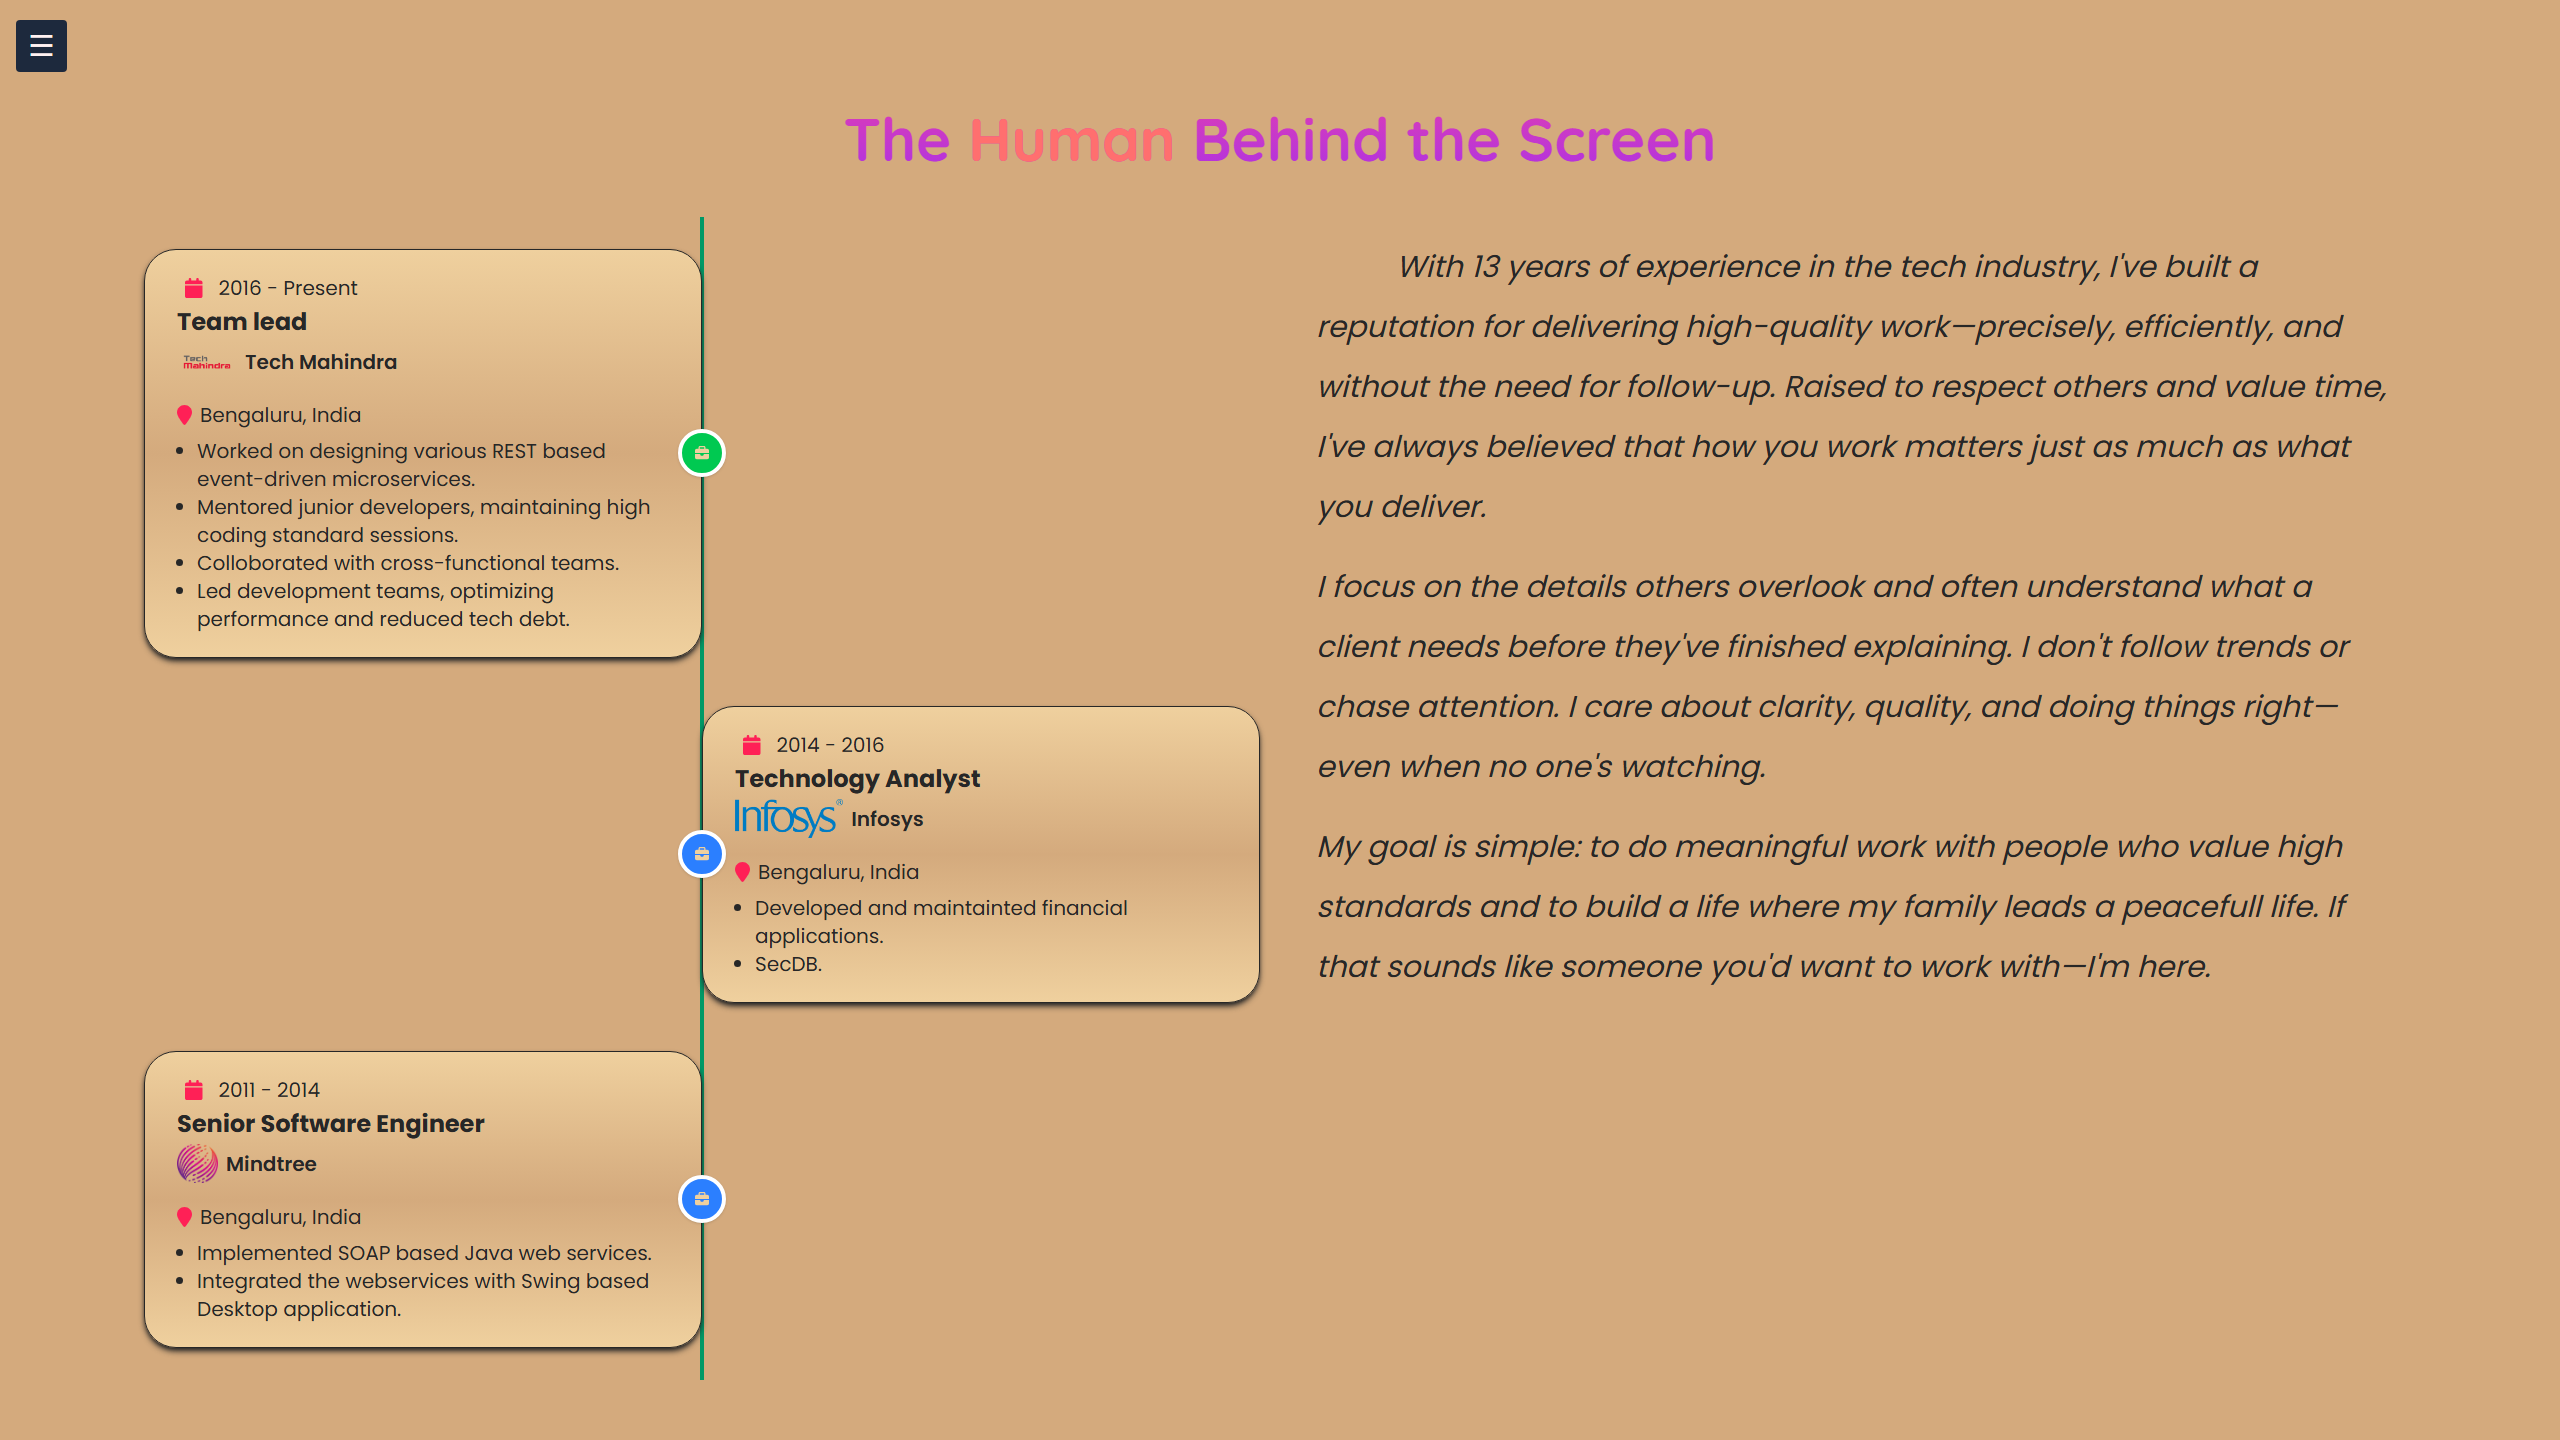 The Human Behind the Screen
2016 - Present
Team lead
Tech
Mahindra
Tech Mahindra
Bengaluru, India
Worked on designing various REST based
event-driven microservices.
Mentored junior developers, maintaining high
coding standard sessions.
Colloborated with cross-functional teams.
Led development teams, optimizing
performance and reduced tech debt.
2014 - 2016
Technology Analyst
Infosys® Infosys
Bengaluru, India
Developed and maintainted financial
applications.
SecDB.
2011 - 2014
Senior Software Engineer
Mindtree
Bengaluru, India
Implemented SOAP based Java web services.
Integrated the webservices with Swing based
Desktop application.
With 13 years of experience in the tech industry, I've built a
reputation for delivering high-quality work—precisely, efficiently, and
without the need for follow-up. Raised to respect others and value time,
I've always believed that how you work matters just as much as what
you deliver.
I focus on the details others overlook and often understand what a
client needs before they've finished explaining. I don't follow trends or
chase attention. I care about clarity, quality, and doing things right—
even when no one's watching.
My goal is simple: to do meaningful work with people who value high
standards and to build a life where my family leads a peacefull life. If
that sounds like someone you'd want to work with—I'm here.